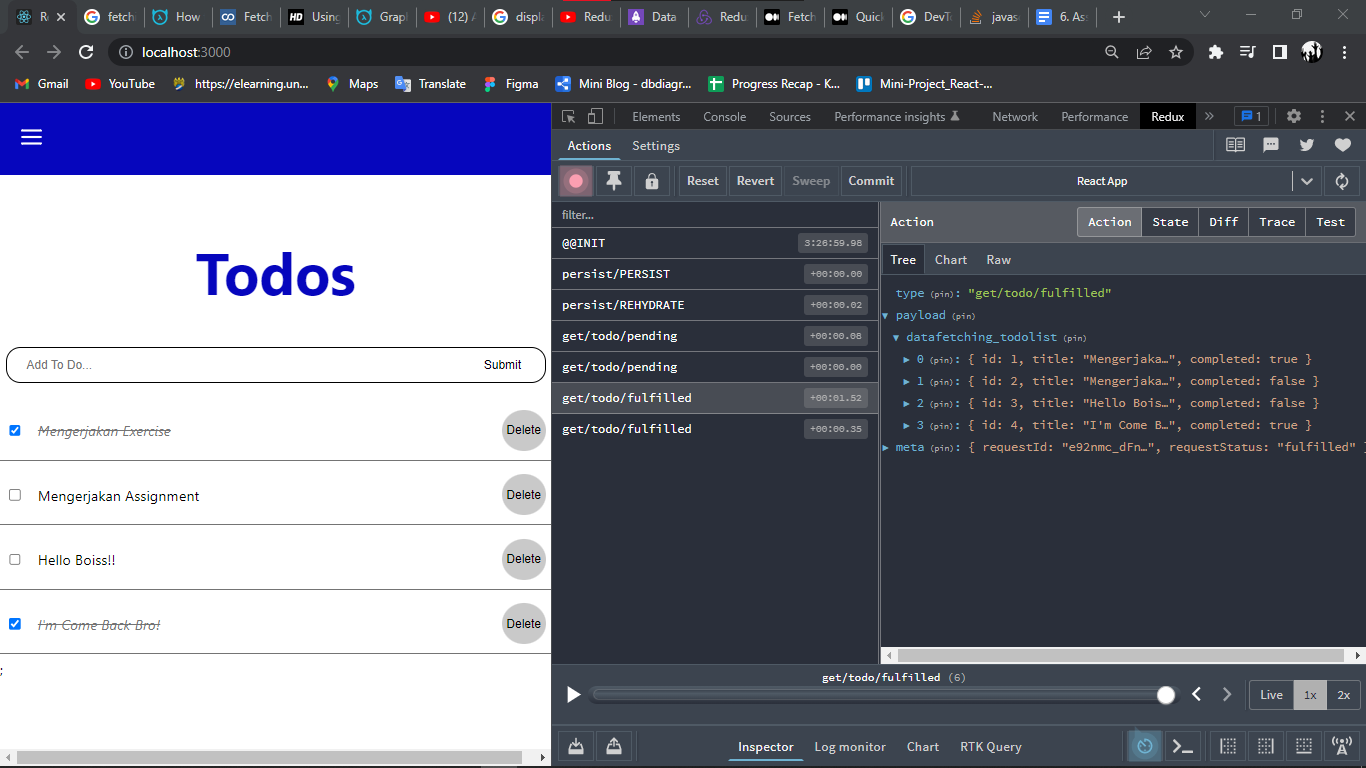 Re
fetch
How
Fetch
Using
Grap
(12) A
displa
Redu
Data
Redu
Fetch
Quick
DevT
javas
6. As
localhost:3000
Gmail YouTube https://elearning.un... Maps Translate Figma Mini Blog - dbdiagr... Progress Recap - K... Mini-Project_React-...
Elements Console Sources Performance insights Network Performance Redux » 1
Actions Settings
Reset Revert Sweep Commit React App
filter...
@@INIT 3:26:59.98
persist/PERSIST +00:00.00
persist/REHYDRATE +00:00.02
get/todo/pending +00:00.06
get/todo/pending +00:00.00
get/todo/fulfilled +00:01.52
get/todo/fulfilled +00:00.35
Action Action State Diff Trace Test
Tree Chart Raw
type (pin): "get/todo/fulfilled"
payload (pin)
datafetching_todolist (pin)
0 (pin): { id: 1, title: "Mengerjaka…", completed: true }
1 (pin): { id: 2, title: "Mengerjaka…", completed: false }
2 (pin): { id: 3, title: "Hello Bois…", completed: false }
3 (pin): { id: 4, title: "I'm Come B…", completed: true }
meta (pin): { requestId: "e92nmc_dFn…", requestStatus: "fulfilled" }
Todos
Add To Do... Submit
Mengerjakan Exercise Delete
Mengerjakan Assignment Delete
Hello Boiss!! Delete
I'm Come Back Bro! Delete
;
get/todo/fulfilled (6)
Live 1x 2x
Inspector Log monitor Chart RTK Query